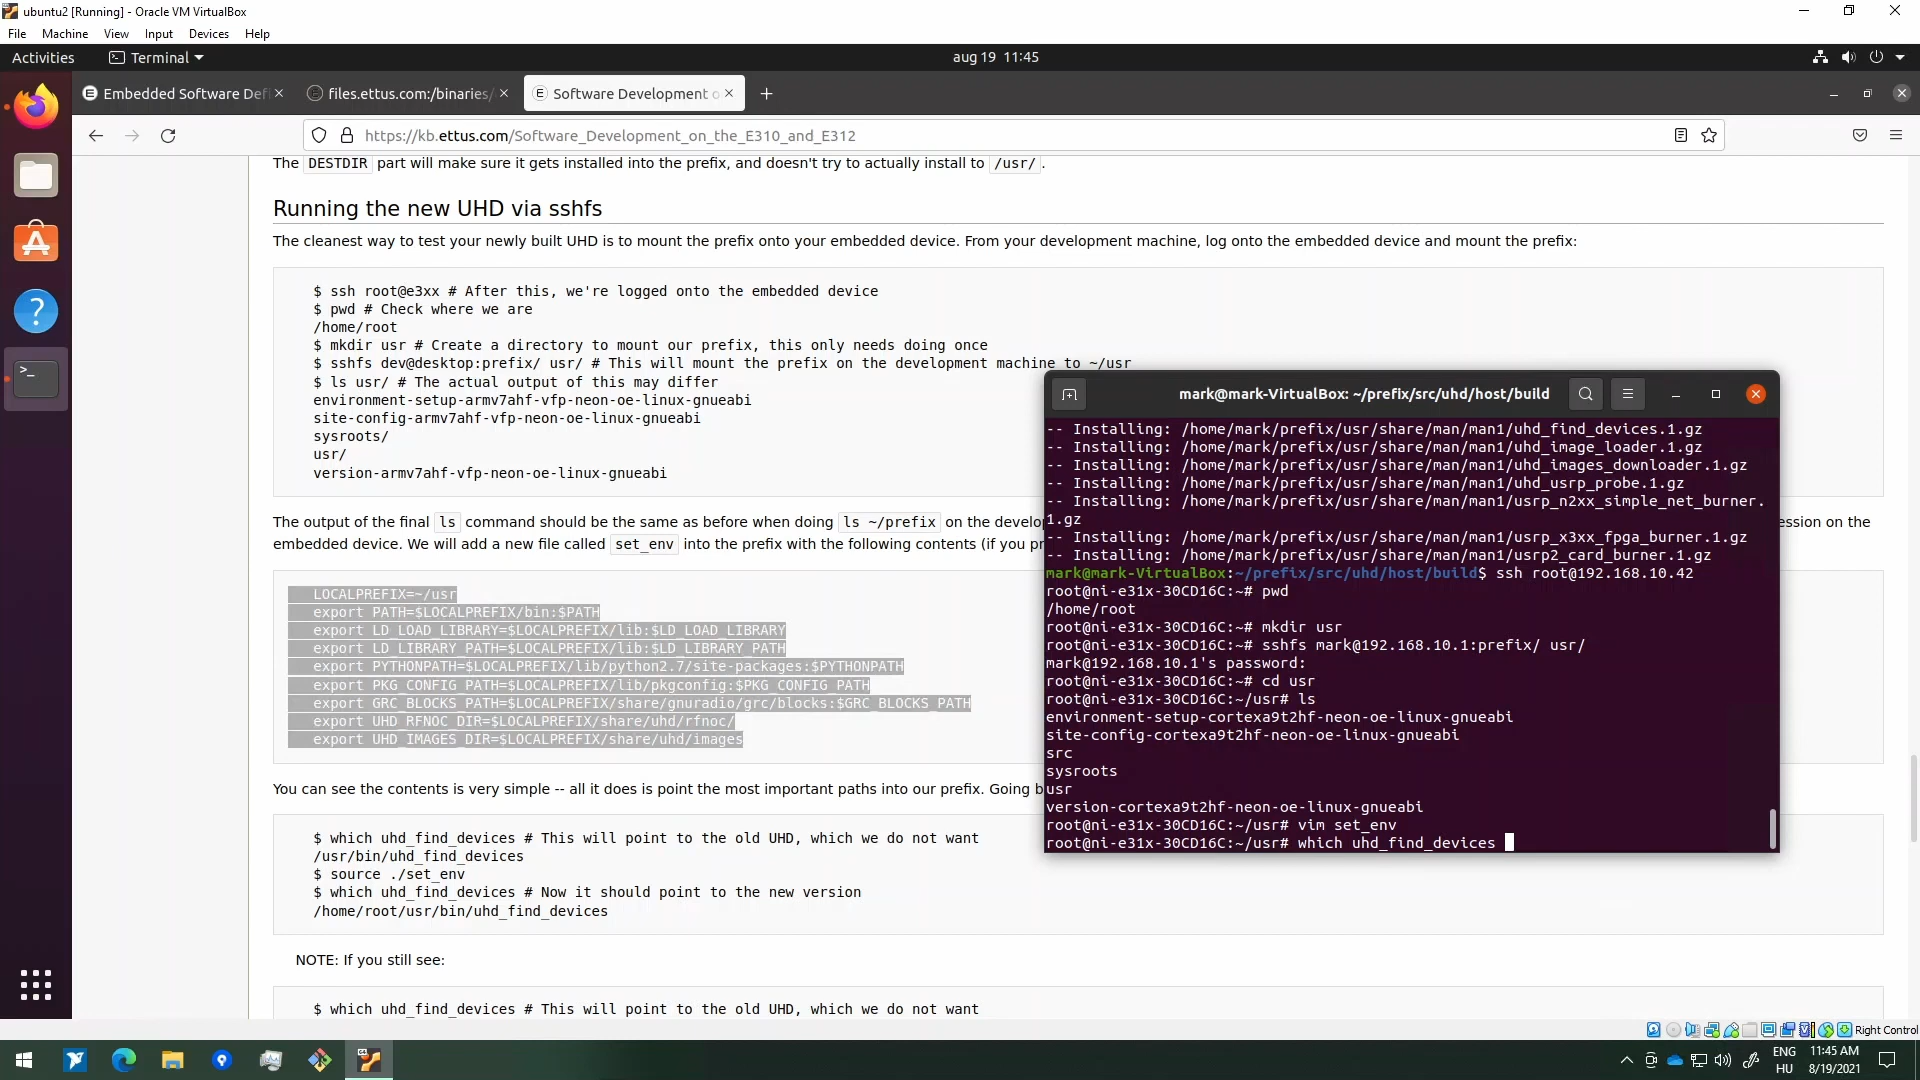 ubuntu2 [Running] - Oracle VM VirtualBox
File Machine View Input Devices Help
Activities Terminal aug 19 11:45
Embedded Software Def files.ettus.com:/binaries/ Software Development o
https://kb.ettus.com/Software_Development_on_the_E310_and_E312
The DESTDIR part will make sure it gets installed into the prefix, and doesn't try to actually install to /usr/ .
Running the new UHD via sshfs
The cleanest way to test your newly built UHD is to mount the prefix onto your embedded device. From your development machine, log onto the embedded device and mount the prefix:
$ ssh root@e3xx # After this, we're logged onto the embedded device
$ pwd # Check where we are
/home/root
$ mkdir usr # Create a directory to mount our prefix, this only needs doing once
$ sshfs dev@desktop:prefix/ usr/ # This will mount the prefix on the development machine to ~/usr
$ ls usr/ # The actual output of this may differ
environment-setup-armv7ahf-vfp-neon-oe-linux-gnueabi
site-config-armv7ahf-vfp-neon-oe-linux-gnueabi
sysroots/
usr/
version-armv7ahf-vfp-neon-oe-linux-gnueabi
The output of the final ls command should be the same as before when doing ls ~/prefix on the develop
ession on the
embedded device. We will add a new file called set_env into the prefix with the following contents (if you pr
LOCALPREFIX=~/usr
export PATH=$LOCALPREFIX/bin:$PATH
export LD_LOAD_LIBRARY=$LOCALPREFIX/lib:$LD_LOAD_LIBRARY
export LD_LIBRARY_PATH=$LOCALPREFIX/lib:$LD_LIBRARY_PATH
export PYTHONPATH=$LOCALPREFIX/lib/python2.7/site-packages:$PYTHONPATH
export PKG_CONFIG_PATH=$LOCALPREFIX/lib/pkgconfig:$PKG_CONFIG_PATH
export GRC_BLOCKS_PATH=$LOCALPREFIX/share/gnuradio/grc/blocks:$GRC_BLOCKS_PATH
export UHD_RFNOC_DIR=$LOCALPREFIX/share/uhd/rfnoc/
export UHD_IMAGES_DIR=$LOCALPREFIX/share/uhd/images
You can see the contents is very simple -- all it does is point the most important paths into our prefix. Going b
$ which uhd_find_devices # This will point to the old UHD, which we do not want
/usr/bin/uhd_find_devices
$ source ./set_env
$ which uhd_find_devices # Now it should point to the new version
/home/root/usr/bin/uhd_find_devices
NOTE: If you still see:
$ which uhd_find_devices # This will point to the old UHD, which we do not want
mark@mark-VirtualBox: ~/prefix/src/uhd/host/build
-- Installing: /home/mark/prefix/usr/share/man/man1/uhd_find_devices.1.gz
-- Installing: /home/mark/prefix/usr/share/man/man1/uhd_image_loader.1.gz
-- Installing: /home/mark/prefix/usr/share/man/man1/uhd_images_downloader.1.gz
-- Installing: /home/mark/prefix/usr/share/man/man1/uhd_usrp_probe.1.gz
-- Installing: /home/mark/prefix/usr/share/man/man1/usrp_n2xx_simple_net_burner.
1.gz
-- Installing: /home/mark/prefix/usr/share/man/man1/usrp_x3xx_fpga_burner.1.gz
-- Installing: /home/mark/prefix/usr/share/man/man1/usrp2_card_burner.1.gz
mark@mark-VirtualBox:~/prefix/src/uhd/host/build$ ssh root@192.168.10.42
root@ni-e31x-30CD16C:~# pwd
/home/root
root@ni-e31x-30CD16C:~# mkdir usr
root@ni-e31x-30CD16C:~# sshfs mark@192.168.10.1:prefix/ usr/
mark@192.168.10.1's password:
root@ni-e31x-30CD16C:~# cd usr
root@ni-e31x-30CD16C:~/usr# ls
environment-setup-cortexa9t2hf-neon-oe-linux-gnueabi
site-config-cortexa9t2hf-neon-oe-linux-gnueabi
src
sysroots
usr
version-cortexa9t2hf-neon-oe-linux-gnueabi
root@ni-e31x-30CD16C:~/usr# vim set_env
root@ni-e31x-30CD16C:~/usr# which uhd_find_devices
Right Control
ENG 11:45 AM
HU 8/19/2021